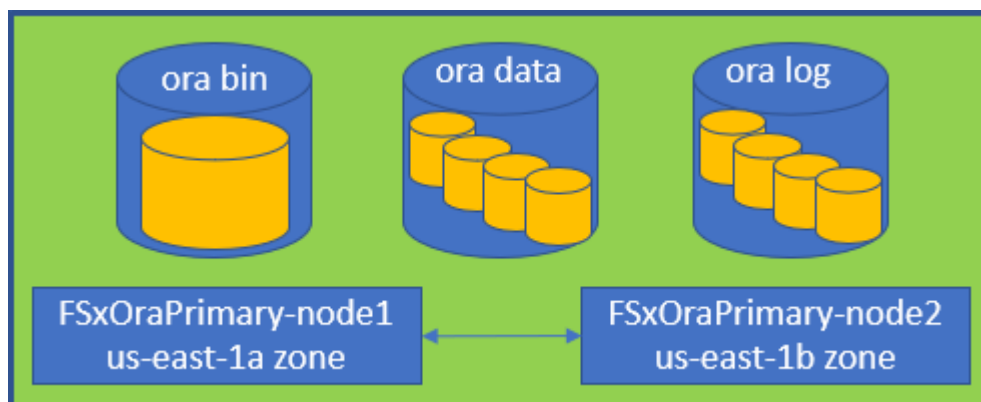 ora bin
ora data
ora log
FSxOraPrimary-node1
us-east-1a zone
FSxOraPrimary-node2
us-east-1b zone